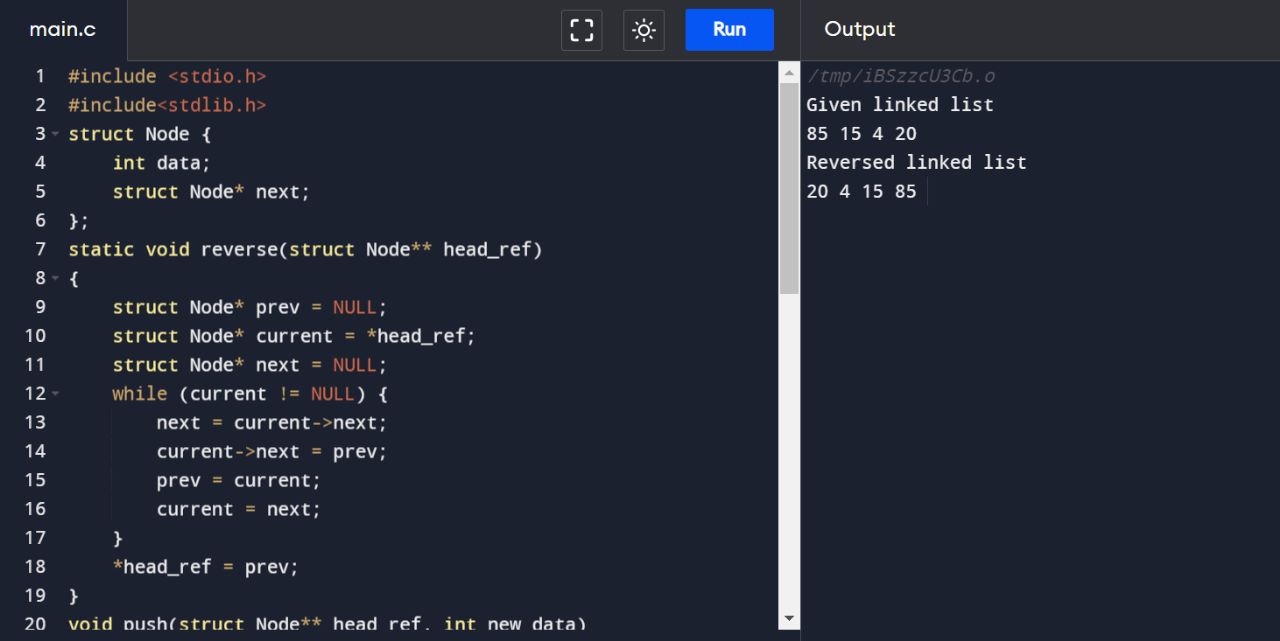 main.c
Run
Output
1 #include <stdio.h>
2 #include<stdlib.h>
3 struct Node {
4     int data;
5     struct Node* next;
6 };
7 static void reverse(struct Node** head_ref)
8 {
9     struct Node* prev = NULL;
10     struct Node* current = *head_ref;
11     struct Node* next = NULL;
12     while (current != NULL) {
13         next = current->next;
14         current->next = prev;
15         prev = current;
16         current = next;
17     }
18     *head_ref = prev;
19 }
20 void push(struct Node** head_ref, int new_data)
/tmp/iBSzzcU3Cb.o
Given linked list
85 15 4 20
Reversed linked list
20 4 15 85